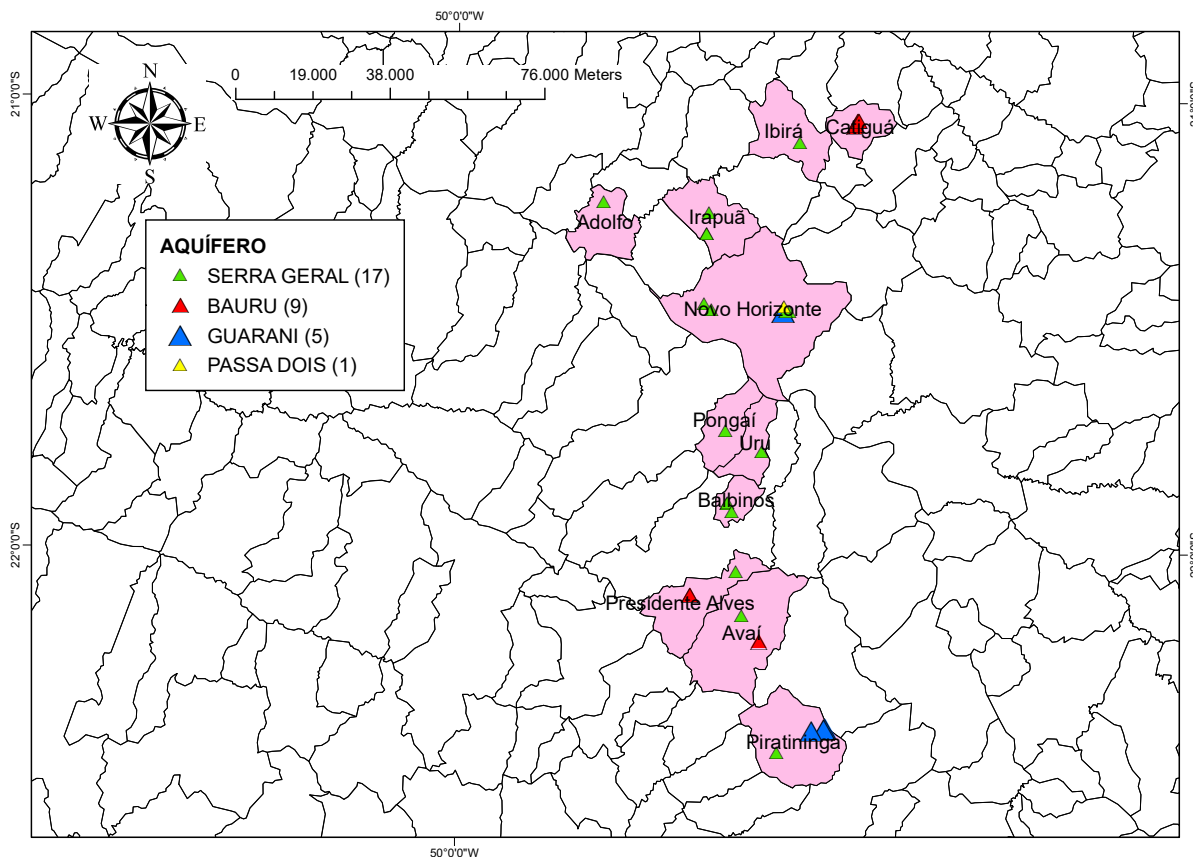 50°0'0"W
0 19.000 38.000 76.000 Meters
21°0'0"S
N
W E
S
Ibirá
Catiguá
Adolfo
Irapuã
AQUÍFERO
SERRA GERAL (17)
BAURU (9)
GUARANI (5)
PASSA DOIS (1)
Novo Horizonte
Pongaí
Uru
Balbinos
22°0'0"S
Presidente Alves
Avaí
Piratininga
50°0'0"W